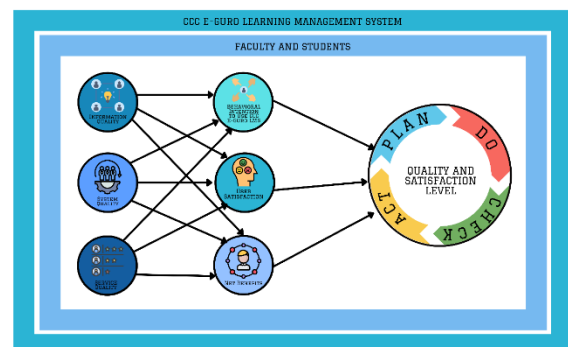 CCC E-GURO LEARNING MANAGEMENT SYSTEM
FACULTY AND STUDENTS
INFORMATION
QUALITY
BEHAVIORAL
INTENTION
TO USE CCC
E-GURO LMS
SYSTEM
QUALITY
USER
SATISFACTION
SERVICE
QUALITY
NET BENEFITS
PLAN
DO
CHECK
ACT
QUALITY AND
SATISFACTION
LEVEL